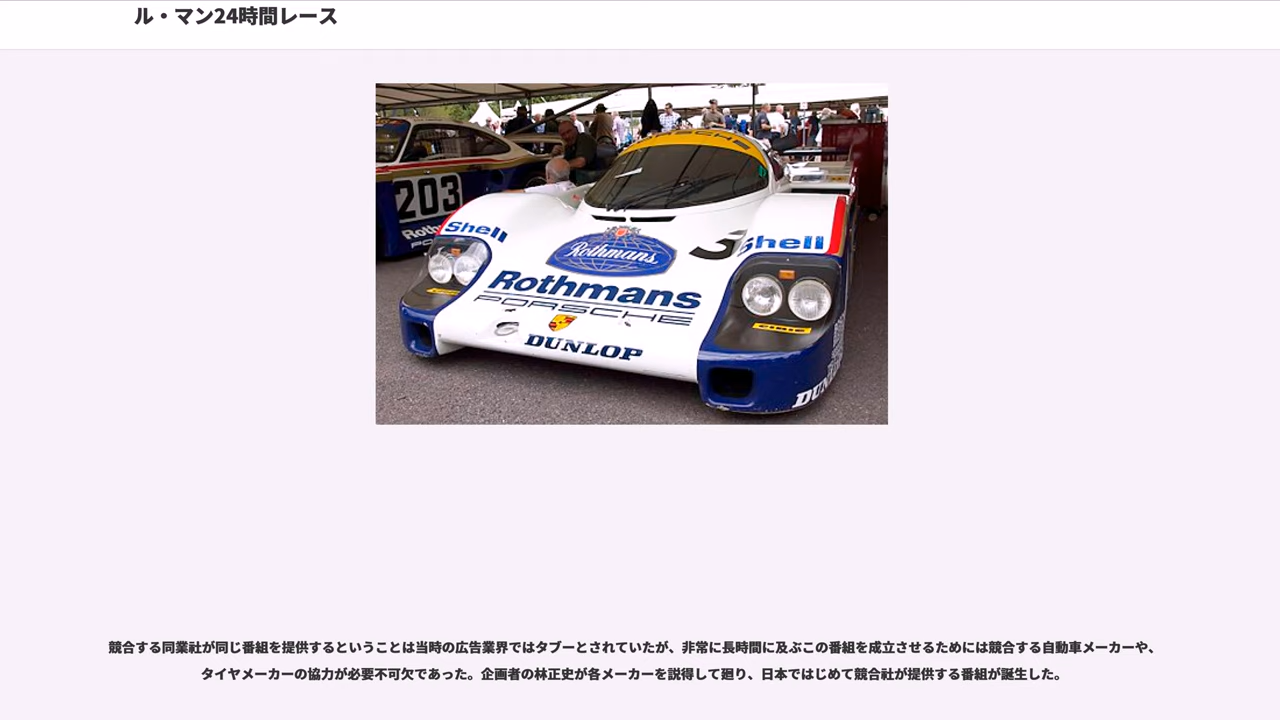 ル・マン24時間レース
PORSCHE
203
Shell
Rothmans
3
Shell
Rothmans
PORSCHE
CIBIE
CIBIE
DUNLOP
競合する同業社が同じ番組を提供するということは当時の広告業界ではタブーとされていたが、非常に長時間に及ぶこの番組を成立させるためには競合する自動車メーカーや、
タイヤメーカーの協力が必要不可欠であった。企画者の林正史が各メーカーを説得して廻り、日本ではじめて競合社が提供する番組が誕生した。